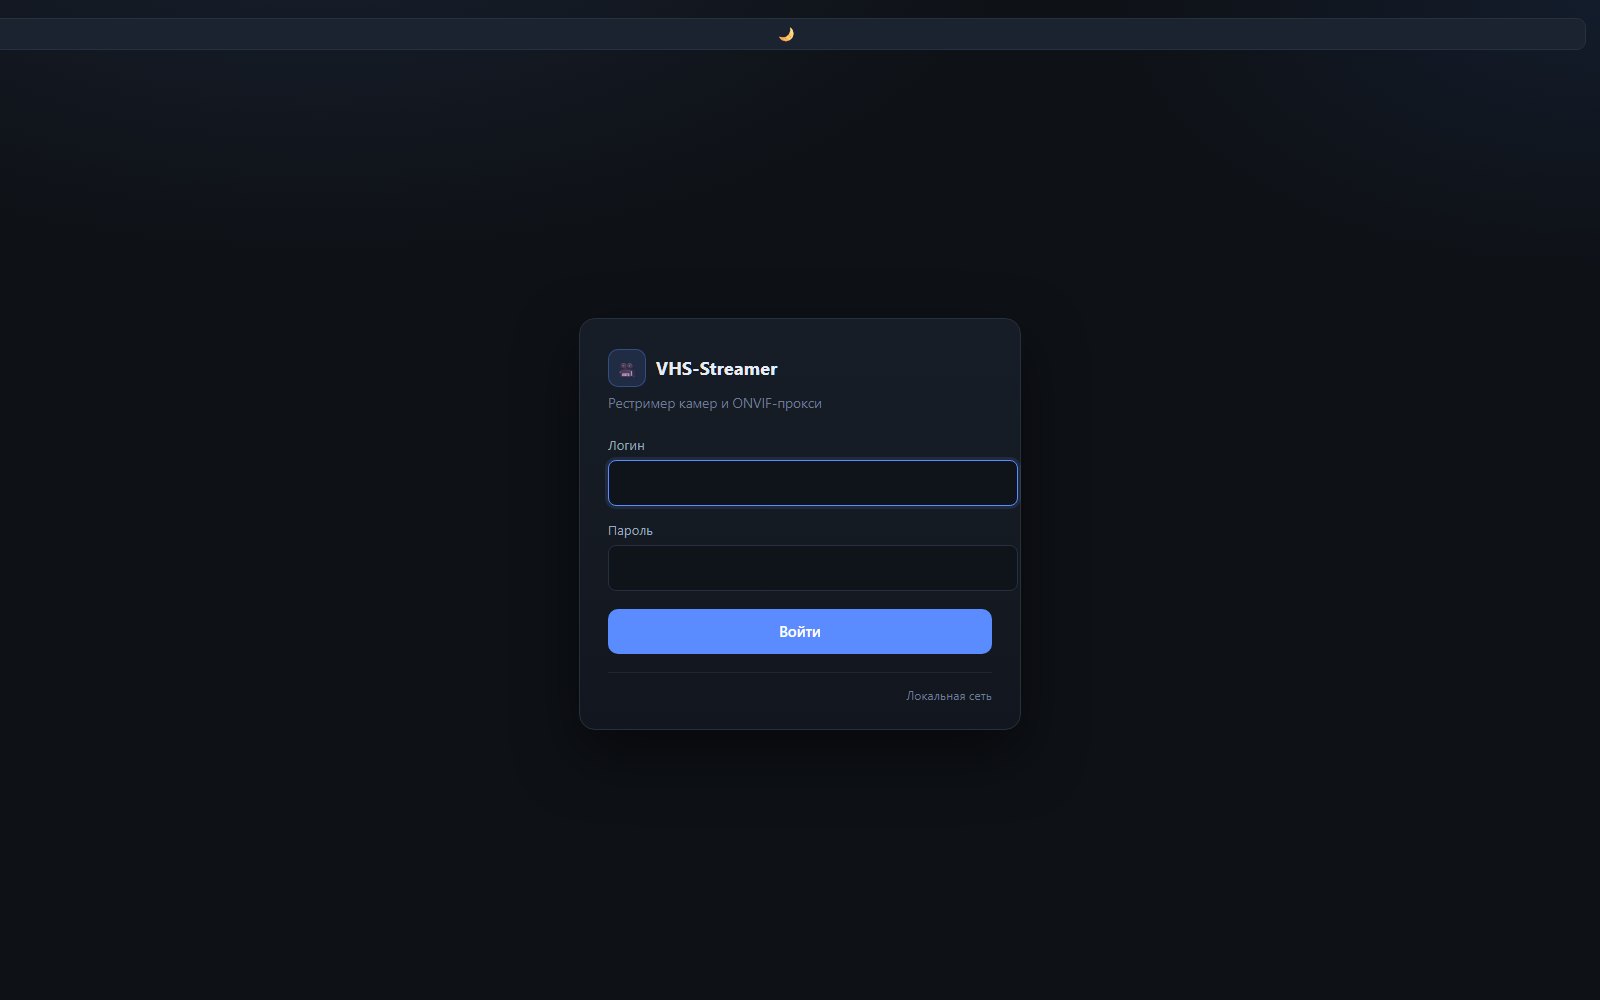 VHS-Streamer
Рестример камер и ONVIF-прокси
Логин
Пароль
Войти
Локальная сеть